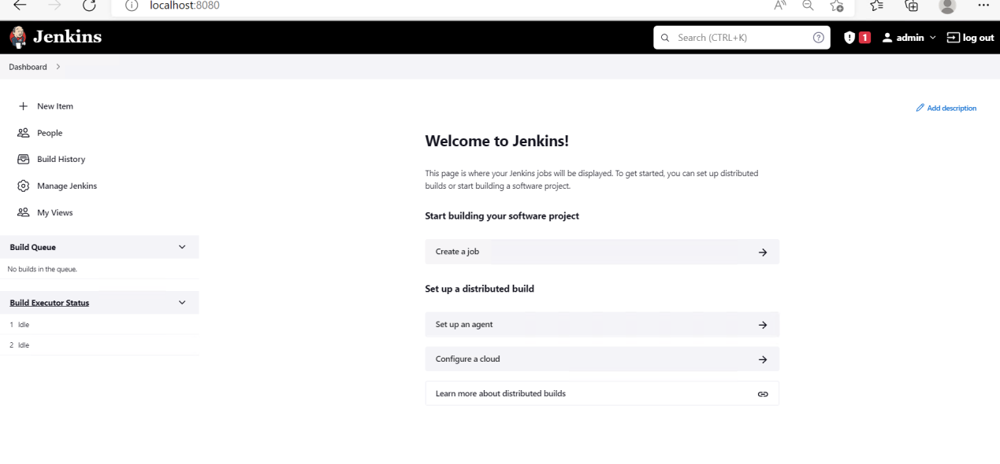 localhost:8080
Jenkins
Search (CTRL+K)
1
admin
log out
Dashboard
New Item
People
Build History
Manage Jenkins
My Views
Build Queue
No builds in the queue.
Build Executor Status
1 Idle
2 Idle
Add description
Welcome to Jenkins!
This page is where your Jenkins jobs will be displayed. To get started, you can set up distributed
builds or start building a software project.
Start building your software project
Create a job
Set up a distributed build
Set up an agent
Configure a cloud
Learn more about distributed builds